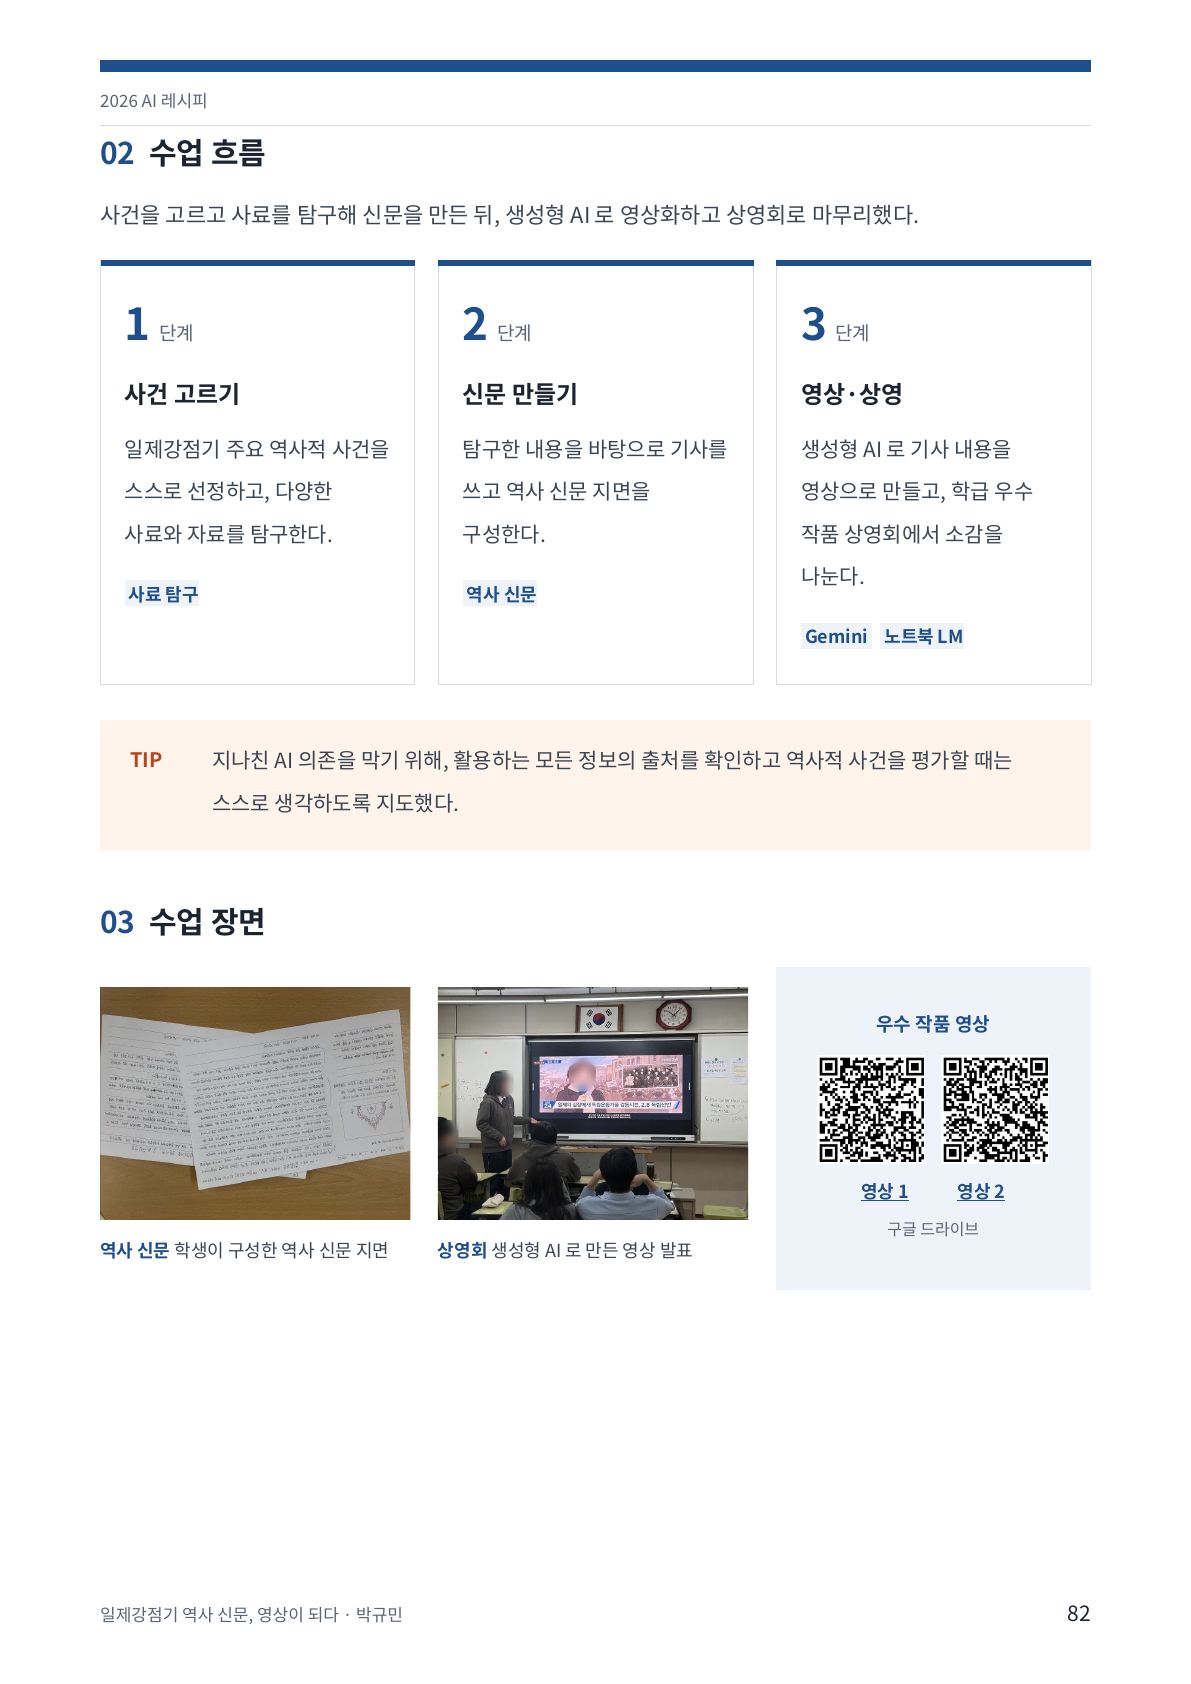 2026 AI 레시피
02 수업 흐름
사건을 고르고 사료를 탐구해 신문을 만든 뒤, 생성형 AI로 영상화하고 상영회로 마무리했다.
1 단계
사건 고르기
일제강점기 주요 역사적 사건을
스스로 선정하고, 다양한
사료와 자료를 탐구한다.
사료 탐구
2 단계
신문 만들기
탐구한 내용을 바탕으로 기사를
쓰고 역사 신문 지면을
구성한다.
역사 신문
3 단계
영상·상영
생성형 AI로 기사 내용을
영상으로 만들고, 학급 우수
작품 상영회에서 소감을
나눈다.
Gemini 노트북LM
TIP 지나친 AI 의존을 막기 위해, 활용하는 모든 정보의 출처를 확인하고 역사적 사건을 평가할 때는
스스로 생각하도록 지도했다.
03 수업 장면
역사 신문 학생이 구성한 역사 신문 지면
상영회 생성형 AI로 만든 영상 발표
우수 작품 영상
영상 1 영상 2
구글 드라이브
일제강점기 역사 신문, 영상이 되다 · 박규민
82